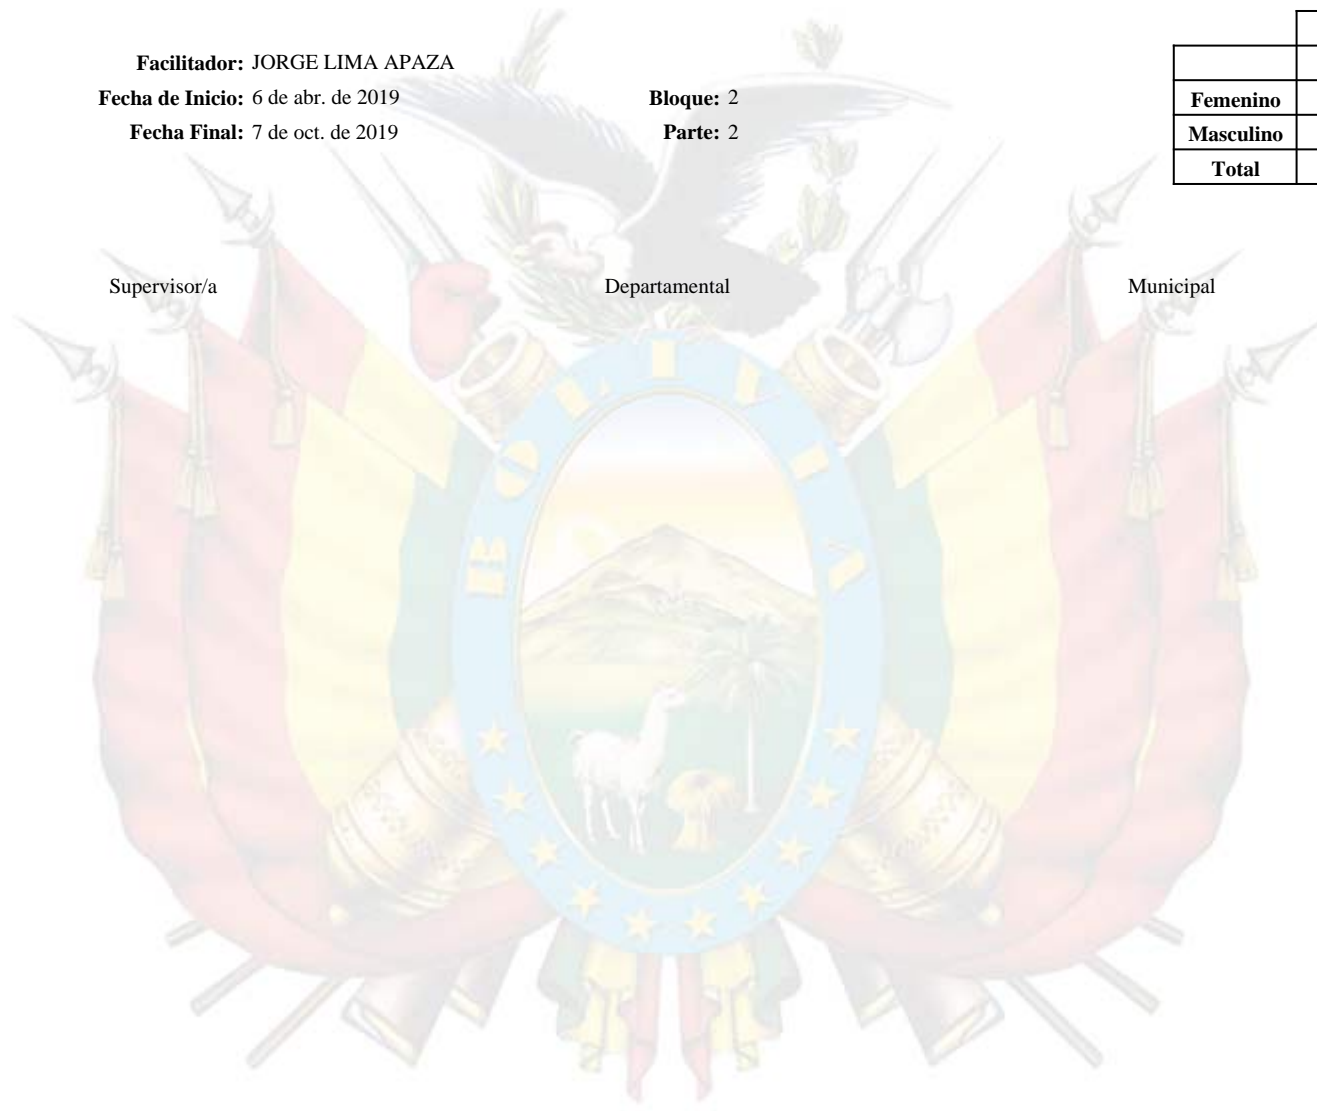 Facilitador: JORGE LIMA APAZA
Fecha de Inicio: 6 de abr. de 2019 Bloque: 2
Fecha Final: 7 de oct. de 2019 Parte: 2
Femenino
Masculino
Total
Supervisor/a Departamental Municipal
BOLIVIA